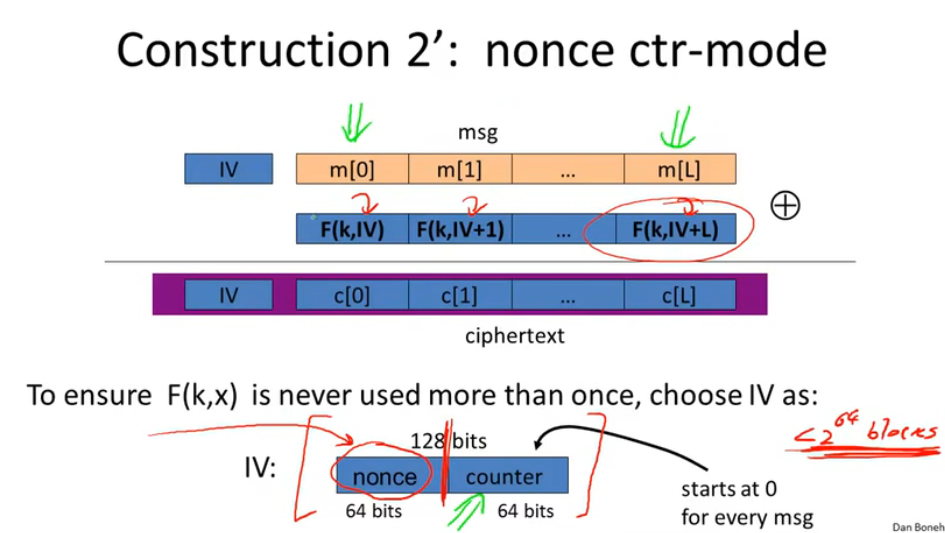 Construction 2’: nonce ctr-mode
msg
IV m[0] m[1] … m[L]
F(k,IV) F(k,IV+1) … F(k,IV+L) ⊕
IV c[0] c[1] … c[L]
ciphertext
To ensure F(k,x) is never used more than once, choose IV as:
<2^64 blocks
128 bits
IV: nonce counter
starts at 0
64 bits 64 bits
for every msg
Dan Boneh